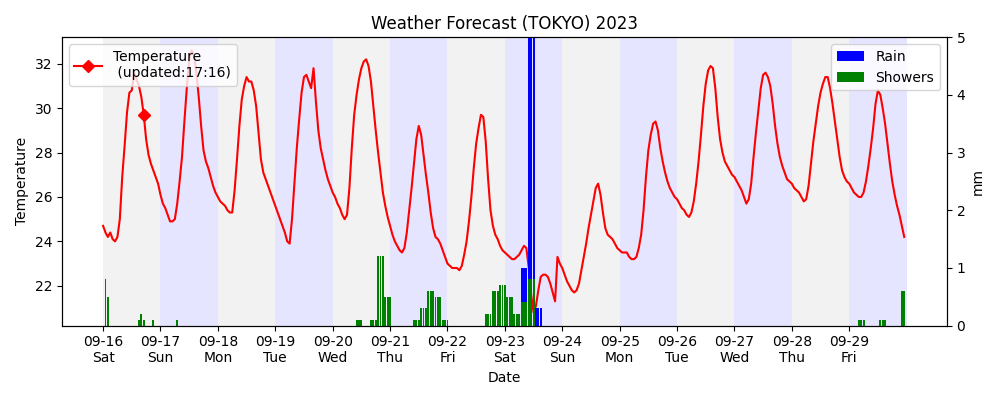 Weather Forecast (TOKYO) 2023
Temperature
(updated:17:16)
Rain
Showers
Temperature
32
30
28
26
24
22
5
4
3
2
1
0
mm
09-16 09-17 09-18 09-19 09-20 09-21 09-22 09-23 09-24 09-25 09-26 09-27 09-28 09-29
Sat Sun Mon Tue Wed Thu Fri Sat Sun Mon Tue Wed Thu Fri
Date